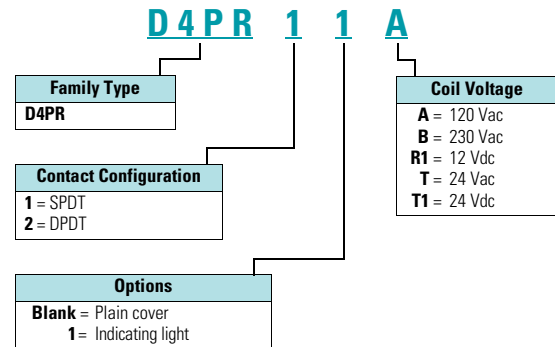 D4PR 1 1 A
Family Type
D4PR
Contact Configuration
1 = SPDT
2 = DPDT
Options
Blank = Plain cover
1 = Indicating light
Coil Voltage
A = 120 Vac
B = 230 Vac
R1 = 12 Vdc
T = 24 Vac
T1 = 24 Vdc